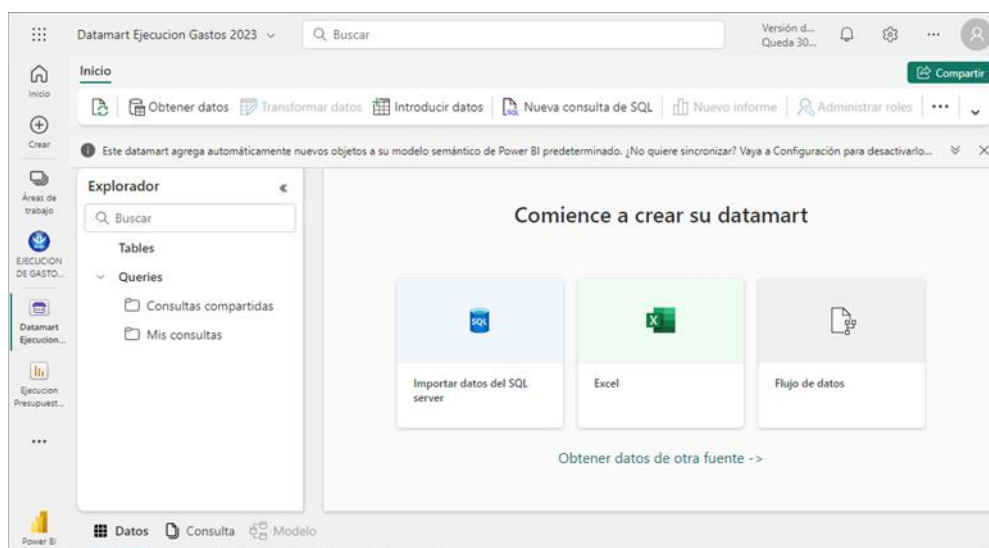 Datamart Ejecucion Gastos 2023
Buscar
Versión d...
Queda 30...
Inicio
Crear
Áreas de
trabajo
EJECUCION
DE GASTO...
Datamart
Ejecucion...
Ejecucion
Presupuest...
Power BI
Inicio
Compartir
Obtener datos
Transformar datos
Introducir datos
Nueva consulta de SQL
Nuevo informe
Administrar roles
Este datamart agrega automáticamente nuevos objetos a su modelo semántico de Power BI predeterminado. ¿No quiere sincronizar? Vaya a Configuración para desactivarlo...
Explorador
Buscar
Tables
Queries
Consultas compartidas
Mis consultas
Comience a crear su datamart
SQL
Importar datos del SQL
server
Excel
Flujo de datos
Obtener datos de otra fuente ->
Datos
Consulta
Modelo